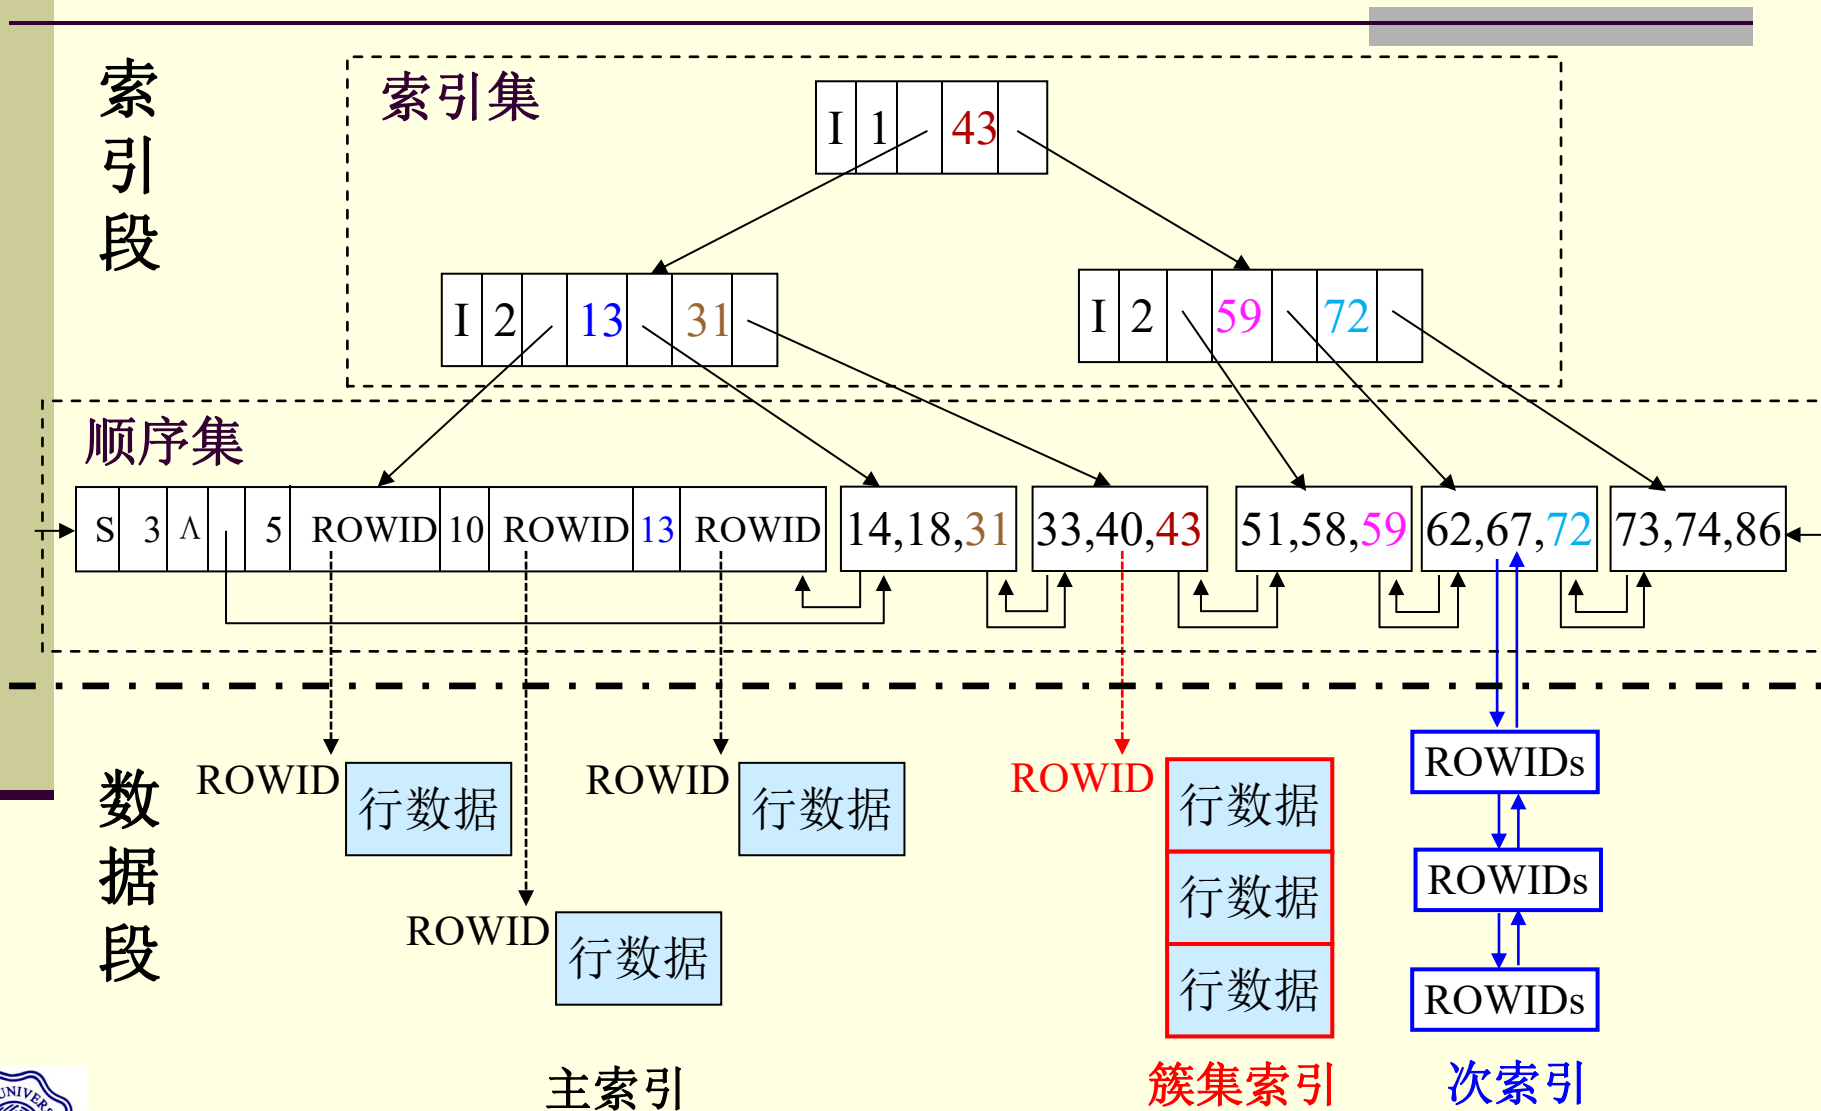 索引段
索引集
I 1 43
I 2 13 31
I 2 59 72
顺序集
S 3 Λ 5 ROWID 10 ROWID 13 ROWID
14,18,31
33,40,43
51,58,59
62,67,72
73,74,86
数据段
ROWID 行数据
ROWID 行数据
ROWID 行数据
ROWID
行数据
行数据
行数据
ROWIDs
ROWIDs
ROWIDs
主索引
簇集索引
次索引